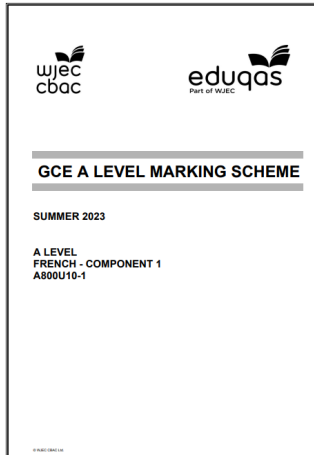 wjec
cbac
eduqas
Part of WJEC
GCE A LEVEL MARKING SCHEME
SUMMER 2023
A LEVEL
FRENCH - COMPONENT 1
A800U10-1
© WJEC CBAC Ltd.